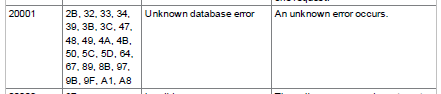 20001 2B, 32, 33, 34, Unknown database error An unknown error occurs.
39, 3B, 3C, 47,
48, 49, 4A, 4B,
50, 5C, 5D, 64,
67, 89, 8B, 97,
9B, 9F, A1, A8